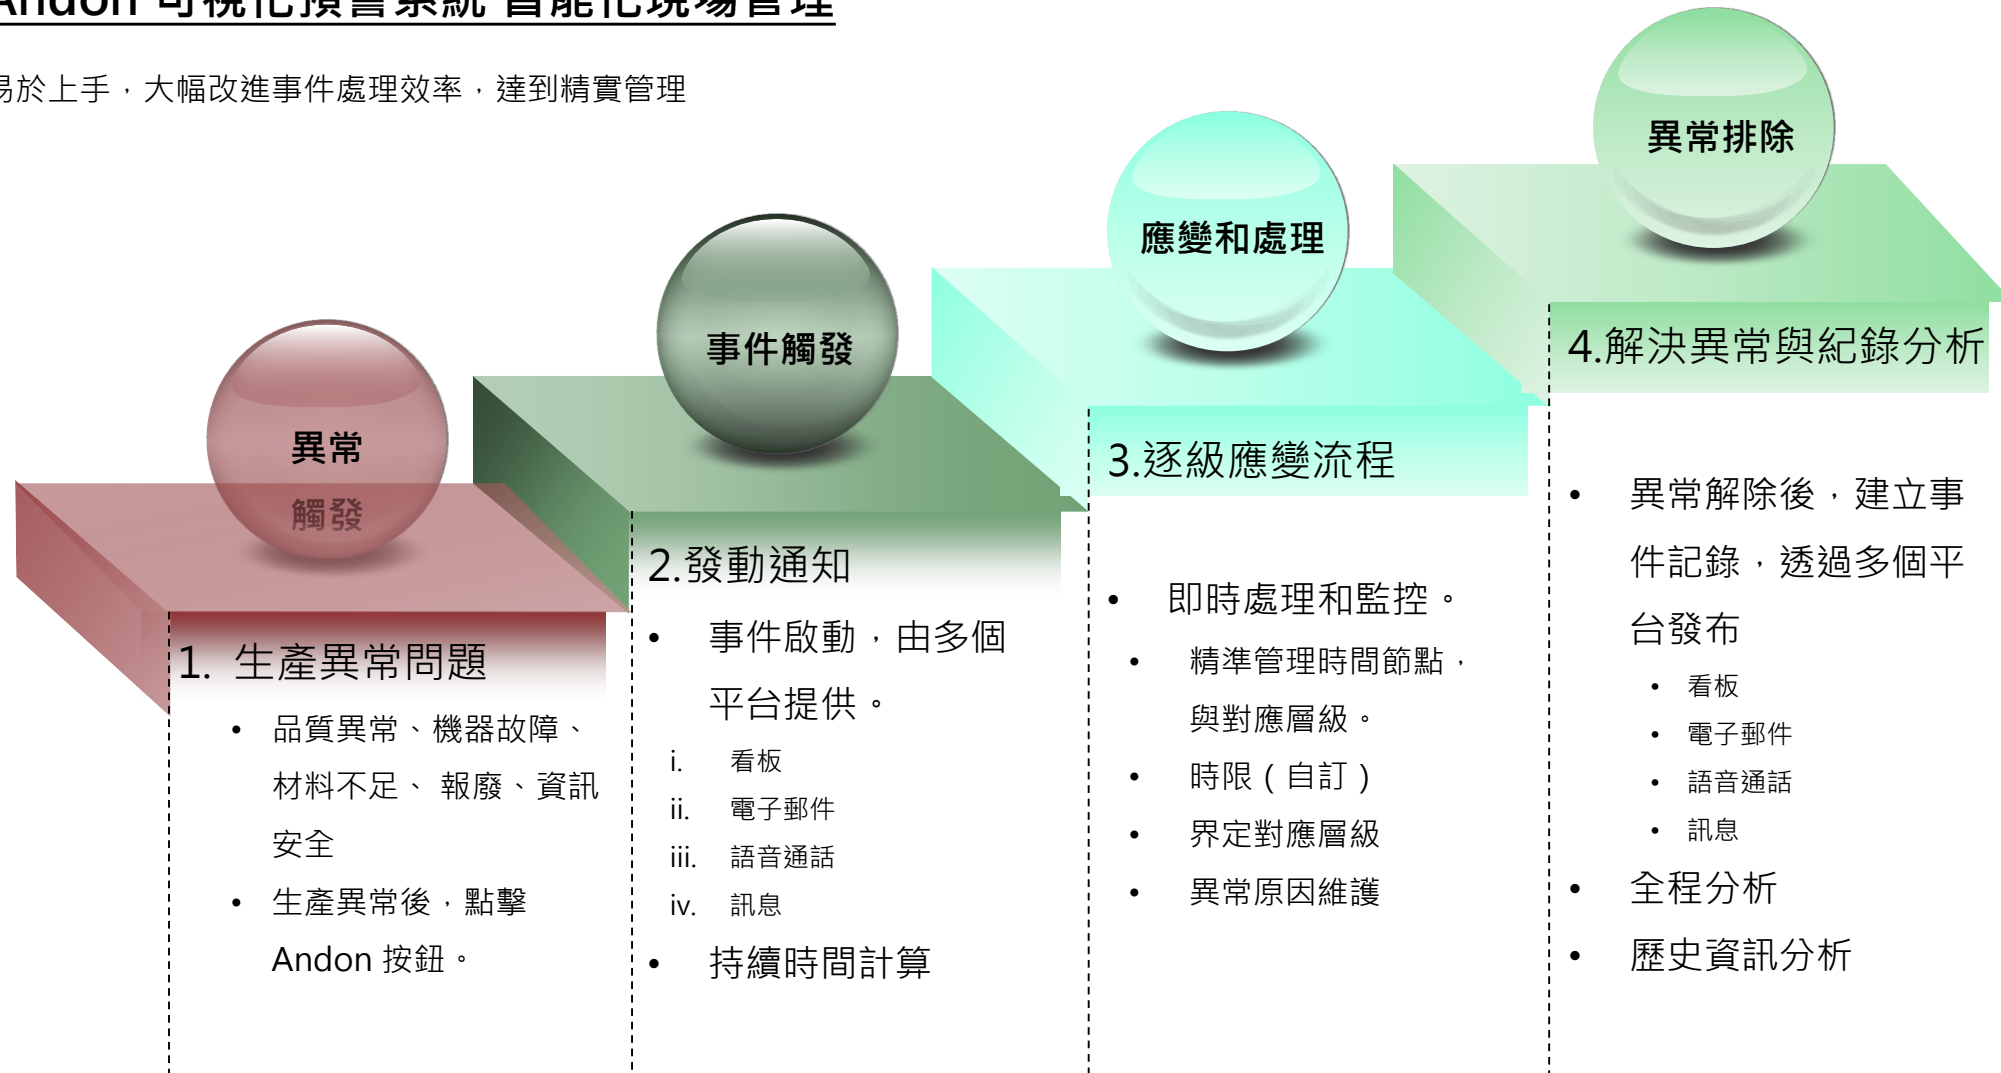 Andon 可視化預警系統 智能化現場管理
易於上手，大幅改進事件處理效率，達到精實管理
異常
觸發
1. 生產異常問題
• 品質異常、機器故障、
材料不足、 報廢、資訊
安全
• 生產異常後，點擊
Andon 按鈕。
事件觸發
2.發動通知
• 事件啟動，由多個
平台提供。
i. 看板
ii. 電子郵件
iii. 語音通話
iv. 訊息
• 持續時間計算
應變和處理
3.逐級應變流程
• 即時處理和監控。
• 精準管理時間節點，
與對應層級。
• 時限（自訂）
• 界定對應層級
• 異常原因維護
異常排除
4.解決異常與紀錄分析
• 異常解除後，建立事
件記錄，透過多個平
台發布
• 看板
• 電子郵件
• 語音通話
• 訊息
• 全程分析
• 歷史資訊分析